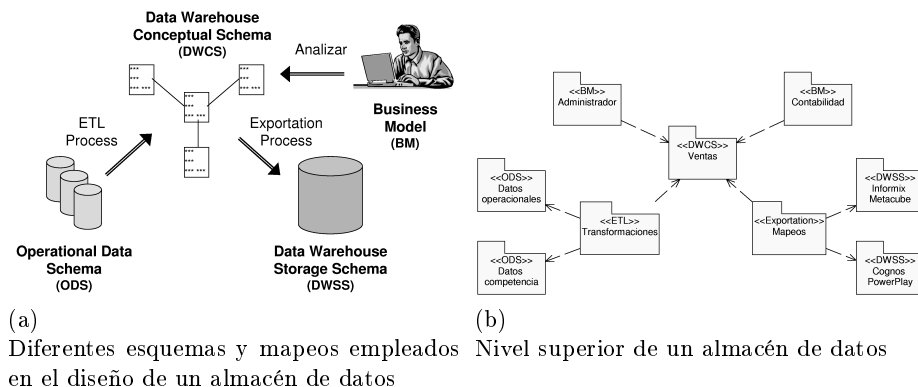 Data Warehouse
Conceptual Schema
(DWCS)
Analizar
***
***
*** ***
***
***
*** ***
***
***
*** ***
***
***
*** ***
Business
Model
(BM)
ETL
Process
Exportation
Process
Operational Data
Schema
(ODS)
Data Warehouse
Storage Schema
(DWSS)
(a)
Diferentes esquemas y mapeos empleados
en el diseño de un almacén de datos
<<BM>>
Administrador
<<BM>>
Contabilidad
<<DWCS>>
Ventas
<<ODS>>
Datos
operacionales
<<ETL>>
Transformaciones
<<ODS>>
Datos
competencia
<<Exportation>>
Mapeos
<<DWSS>>
Informix
Metacube
<<DWSS>>
Cognos
PowerPlay
(b)
Nivel superior de un almacén de datos